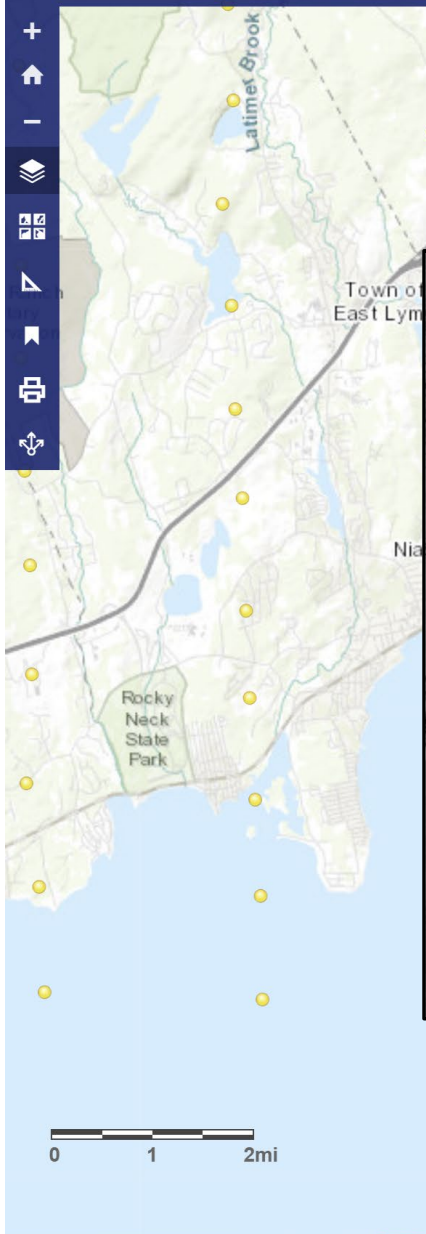 Latimer Brook
Town of
East Lym
Nia
Rocky
Neck
State
Park
0 1 2mi